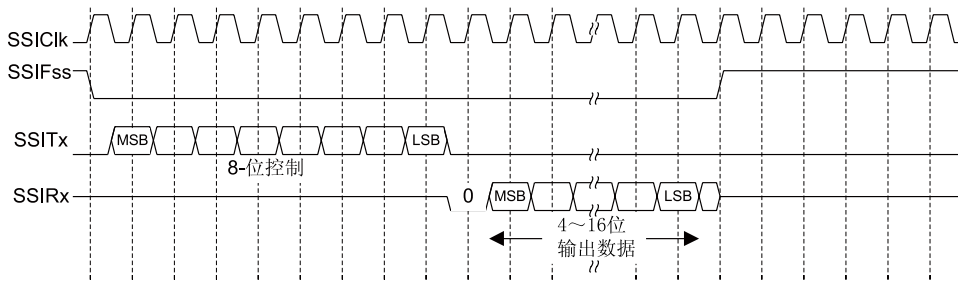 SSIClk
SSIFss
SSITx
MSB
LSB
8-位控制
SSIRx
0
MSB
LSB
4～16位
输出数据